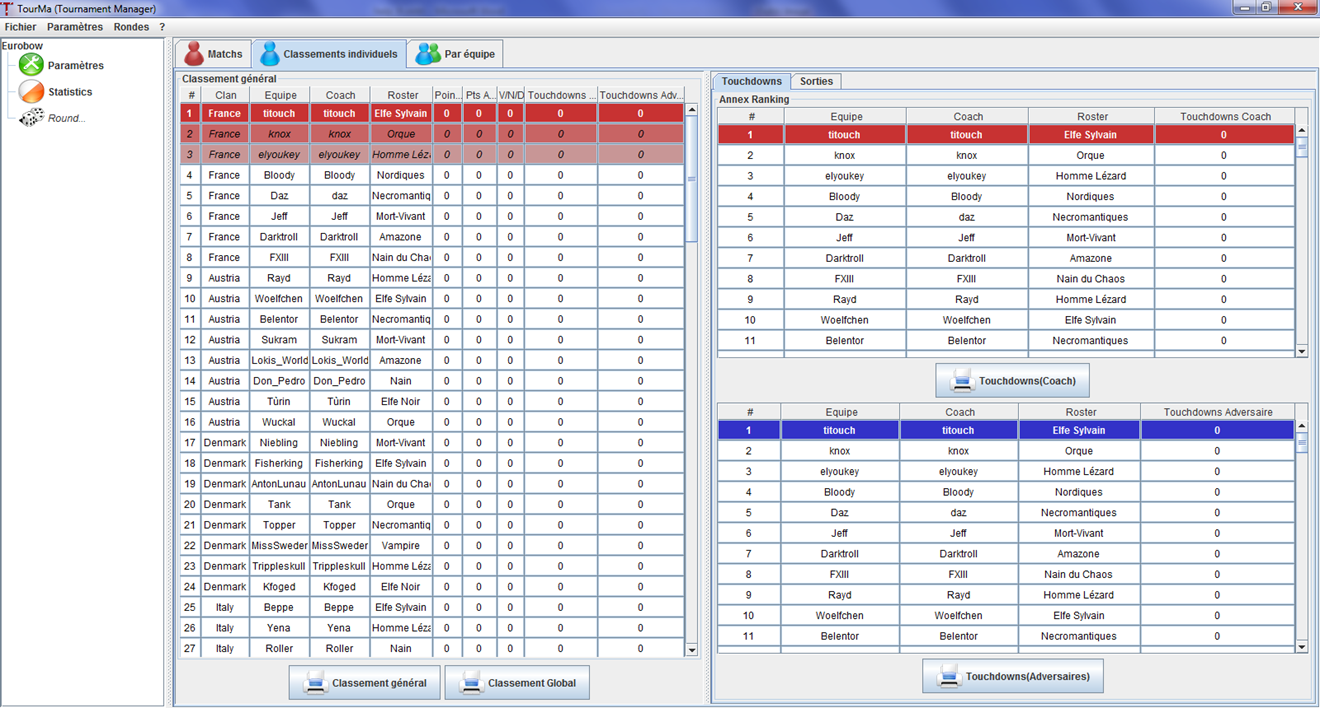 TourMa (Tournament Manager)
Fichier Paramètres Rondes ?
Eurobow
Paramètres
Statistics
Round...
Matchs Classements individuels Par équipe
Classement général
# Clan Equipe Coach Roster Poin... Pts A... V/N/D Touchdowns ... Touchdowns Adv...
1 France titouch titouch Elfe Sylvain 0 0 0 0 0
2 France knox knox Orque 0 0 0 0 0
3 France elyoukey elyoukey Homme Léz 0 0 0 0 0
4 France Bloody Bloody Nordiques 0 0 0 0 0
5 France Daz daz Necromantiq 0 0 0 0 0
6 France Jeff Jeff Mort-Vivant 0 0 0 0 0
7 France Darktroll Darktroll Amazone 0 0 0 0 0
8 France FXIII FXIII Nain du Cha 0 0 0 0 0
9 Austria Rayd Rayd Homme Léz 0 0 0 0 0
10 Austria Woelfchen Woelfchen Elfe Sylvain 0 0 0 0 0
11 Austria Belentor Belentor Necromantiq 0 0 0 0 0
12 Austria Sukram Sukram Mort-Vivant 0 0 0 0 0
13 Austria Lokis_World Lokis_World Amazone 0 0 0 0 0
14 Austria Don_Pedro Don_Pedro Nain 0 0 0 0 0
15 Austria Tùrin Tùrin Elfe Noir 0 0 0 0 0
16 Austria Wuckal Wuckal Orque 0 0 0 0 0
17 Denmark Niebling Niebling Mort-Vivant 0 0 0 0 0
18 Denmark Fisherking Fisherking Elfe Sylvain 0 0 0 0 0
19 Denmark AntonLunau AntonLunau Nain du Cha 0 0 0 0 0
20 Denmark Tank Tank Orque 0 0 0 0 0
21 Denmark Topper Topper Necromantiq 0 0 0 0 0
22 Denmark MissSweder MissSweder Vampire 0 0 0 0 0
23 Denmark Trippleskull Trippleskull Homme Léz 0 0 0 0 0
24 Denmark Kfoged Kfoged Elfe Noir 0 0 0 0 0
25 Italy Beppe Beppe Elfe Sylvain 0 0 0 0 0
26 Italy Yena Yena Homme Léz 0 0 0 0 0
27 Italy Roller Roller Nain 0 0 0 0 0
Classement général Classement Global
Touchdowns Sorties
Annex Ranking
# Equipe Coach Roster Touchdowns Coach
1 titouch titouch Elfe Sylvain 0
2 knox knox Orque 0
3 elyoukey elyoukey Homme Lézard 0
4 Bloody Bloody Nordiques 0
5 Daz daz Necromantiques 0
6 Jeff Jeff Mort-Vivant 0
7 Darktroll Darktroll Amazone 0
8 FXIII FXIII Nain du Chaos 0
9 Rayd Rayd Homme Lézard 0
10 Woelfchen Woelfchen Elfe Sylvain 0
11 Belentor Belentor Necromantiques 0
Touchdowns(Coach)
# Equipe Coach Roster Touchdowns Adversaire
1 titouch titouch Elfe Sylvain 0
2 knox knox Orque 0
3 elyoukey elyoukey Homme Lézard 0
4 Bloody Bloody Nordiques 0
5 Daz daz Necromantiques 0
6 Jeff Jeff Mort-Vivant 0
7 Darktroll Darktroll Amazone 0
8 FXIII FXIII Nain du Chaos 0
9 Rayd Rayd Homme Lézard 0
10 Woelfchen Woelfchen Elfe Sylvain 0
11 Belentor Belentor Necromantiques 0
Touchdowns(Adversaires)